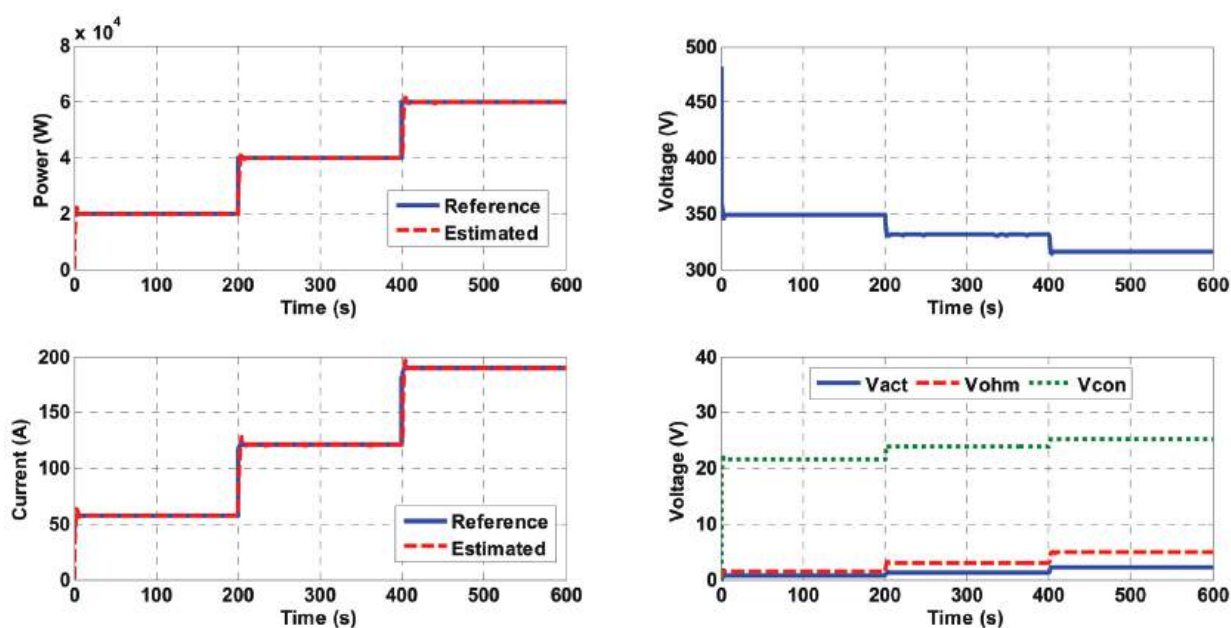 x 10⁴
8
6
4
2
0
Power (W)
Reference
Estimated
0 100 200 300 400 500 600
Time (s)
500
450
400
350
300
Voltage (V)
0 100 200 300 400 500 600
Time (s)
200
150
100
50
0
Current (A)
Reference
Estimated
0 100 200 300 400 500 600
Time (s)
40
30
20
10
0
Voltage (V)
Vact Vohm Vcon
0 100 200 300 400 500 600
Time (s)